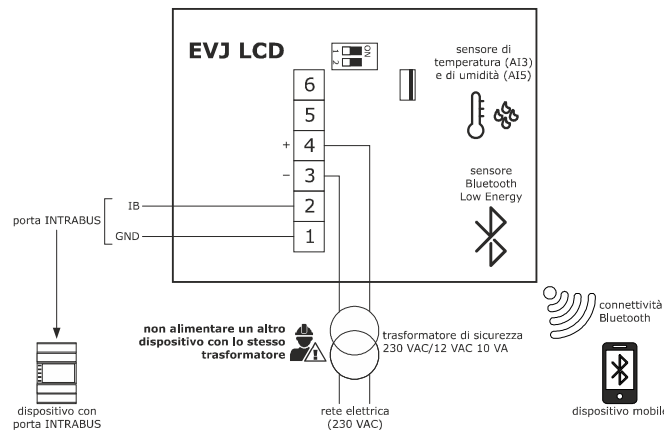 EVJ LCD
1 2
ON
sensore di
temperatura (AI3)
e di umidità (AI5)
6
5
+ 4
− 3
sensore
Bluetooth
Low Energy
IB 2
porta INTRABUS
GND 1
non alimentare un altro
dispositivo con lo stesso
trasformatore
trasformatore di sicurezza
230 VAC/12 VAC 10 VA
connettività
Bluetooth
dispositivo con
porta INTRABUS
rete elettrica
(230 VAC)
dispositivo mobile